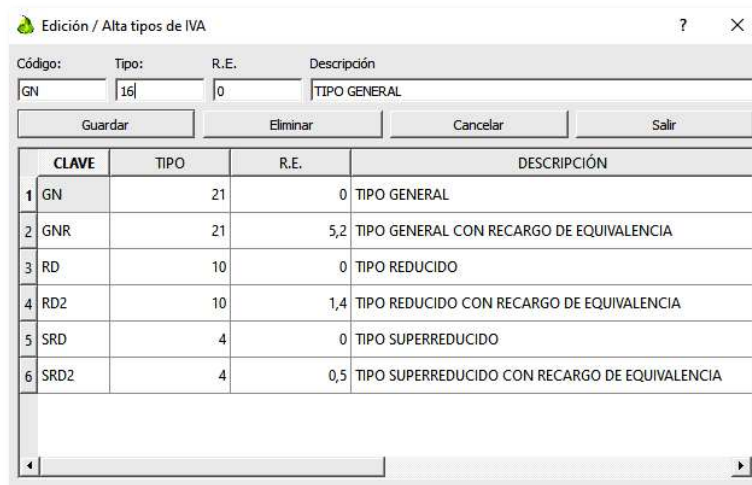 Edición / Alta tipos de IVA ? X
Código: Tipo: R.E. Descripción
GN 16 0 TIPO GENERAL
Guardar Eliminar Cancelar Salir
CLAVE TIPO R.E. DESCRIPCIÓN
1 GN 21 0 TIPO GENERAL
2 GNR 21 5,2 TIPO GENERAL CON RECARGO DE EQUIVALENCIA
3 RD 10 0 TIPO REDUCIDO
4 RD2 10 1,4 TIPO REDUCIDO CON RECARGO DE EQUIVALENCIA
5 SRD 4 0 TIPO SUPERREDUCIDO
6 SRD2 4 0,5 TIPO SUPERREDUCIDO CON RECARGO DE EQUIVALENCIA